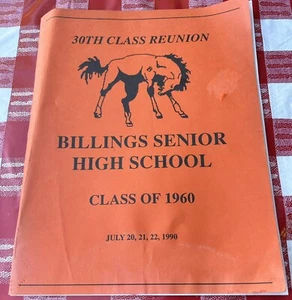 30TH CLASS REUNION
BILLINGS SENIOR
HIGH SCHOOL
CLASS OF 1960
JULY 20, 21, 22, 1990